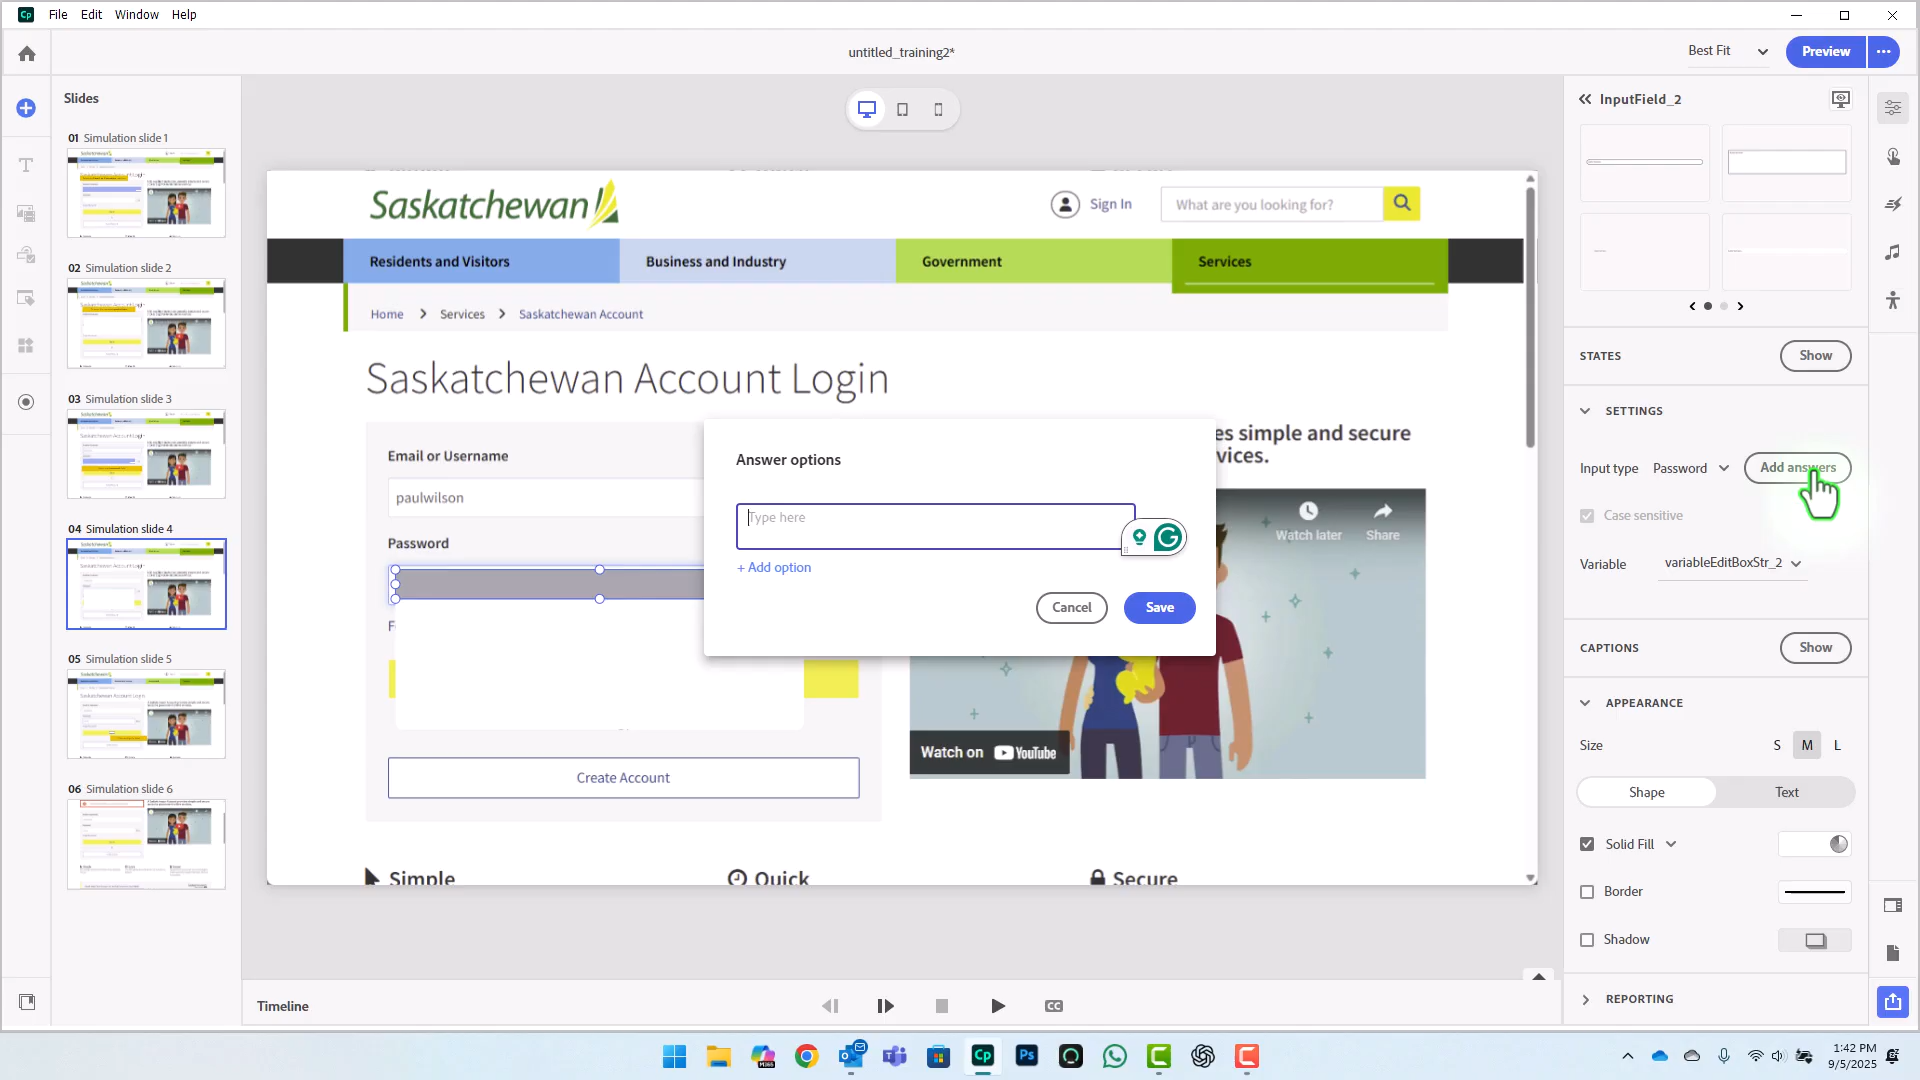 Cp File Edit Window Help
untitled_training2*
Best Fit
Preview
Slides
01 Simulation slide 1
02 Simulation slide 2
03 Simulation slide 3
04 Simulation slide 4
05 Simulation slide 5
06 Simulation slide 6
Saskatchewan
Sign In
What are you looking for?
Residents and Visitors
Business and Industry
Government
Services
Home
Services
Saskatchewan Account
Saskatchewan Account Login
Email or Username
paulwilson
Password
F
Create Account
es simple and secure
vices.
Watch later
Share
Watch on YouTube
Simple
Quick
Secure
Answer options
Type here
+ Add option
Cancel
Save
InputField_2
STATES
Show
SETTINGS
Input type
Password
Add answers
Case sensitive
Variable
variableEditBoxStr_2
CAPTIONS
Show
APPEARANCE
Size
S
M
L
Shape
Text
Solid Fill
Border
Shadow
REPORTING
Timeline
CC
M365
Cp
Ps
1:42 PM
9/5/2025